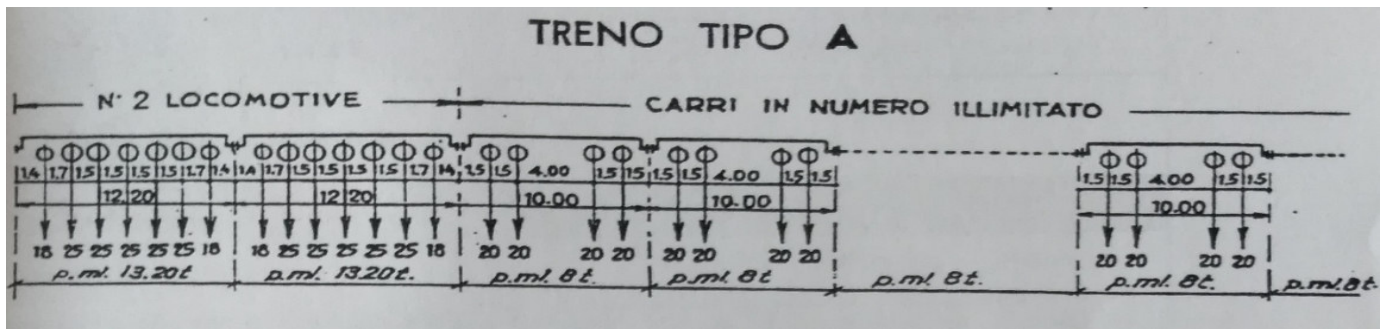 TRENO TIPO A
N. 2 LOCOMOTIVE CARRI IN NUMERO ILLIMITATO
1.4 1.7 1.5 1.5 1.5 1.5 1.7 1.4 1.4 1.7 1.5 1.5 1.5 1.5 1.7 1.4 1.5 1.5 4.00 1.5 1.5 1.5 1.5 4.00 1.5 1.5 1.5 1.5 4.00 1.5 1.5
12.20 12.20 10.00 10.00 10.00
18 25 25 25 25 25 18 18 25 25 25 25 25 18 20 20 20 20 20 20 20 20 20 20 20 20
p.ml. 13.20t. p.ml. 13.20t. p.ml. 8t. p.ml. 8t. p.ml. 8t. p.ml. 8t. p.ml. 8t.